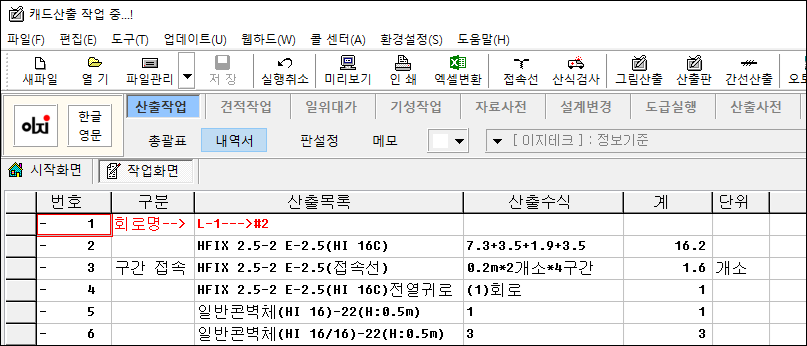 캐드산출 작업 중...!
파일(F) 편집(E) 도구(T) 업데이트(U) 웹하드(W) 콜 센터(A) 환경설정(S) 도움말(H)
새파일 열 기 파일관리 저 장 실행취소 미리보기 인 쇄 엑셀변환 접속선 산식검사 그림산출 산출판 간선산출 오토
한글
영문
산출작업 견적작업 일위대가 기성작업 자료사전 설계변경 도급실행 산출사전
총괄표 내역서 판설정 메모 [ 이지테크 ] : 정보기준
시작화면 작업화면
번호 구분 산출목록 산출수식 계 단위
- 1 회로명--> L-1--->#2
- 2 HFIX 2.5-2 E-2.5(HI 16C) 7.3+3.5+1.9+3.5 16.2
- 3 구간 접속 HFIX 2.5-2 E-2.5(접속선) 0.2m*2개소*4구간 1.6 개소
- 4 HFIX 2.5-2 E-2.5(HI 16C)전열귀로 (1)회로 1
- 5 일반콘벽체(HI 16)-22(H:0.5m) 1 1
- 6 일반콘벽체(HI 16/16)-22(H:0.5m) 3 3